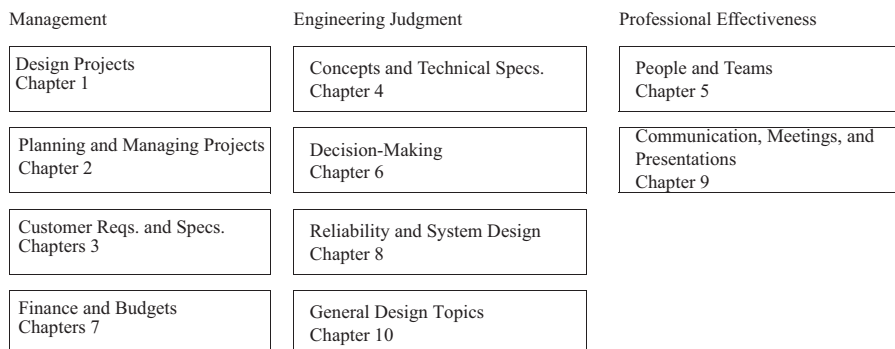 Management
Engineering Judgment
Professional Effectiveness
Design Projects
Chapter 1
Concepts and Technical Specs.
Chapter 4
People and Teams
Chapter 5
Planning and Managing Projects
Chapter 2
Decision-Making
Chapter 6
Communication, Meetings, and
Presentations
Chapter 9
Customer Reqs. and Specs.
Chapters 3
Reliability and System Design
Chapter 8
Finance and Budgets
Chapters 7
General Design Topics
Chapter 10